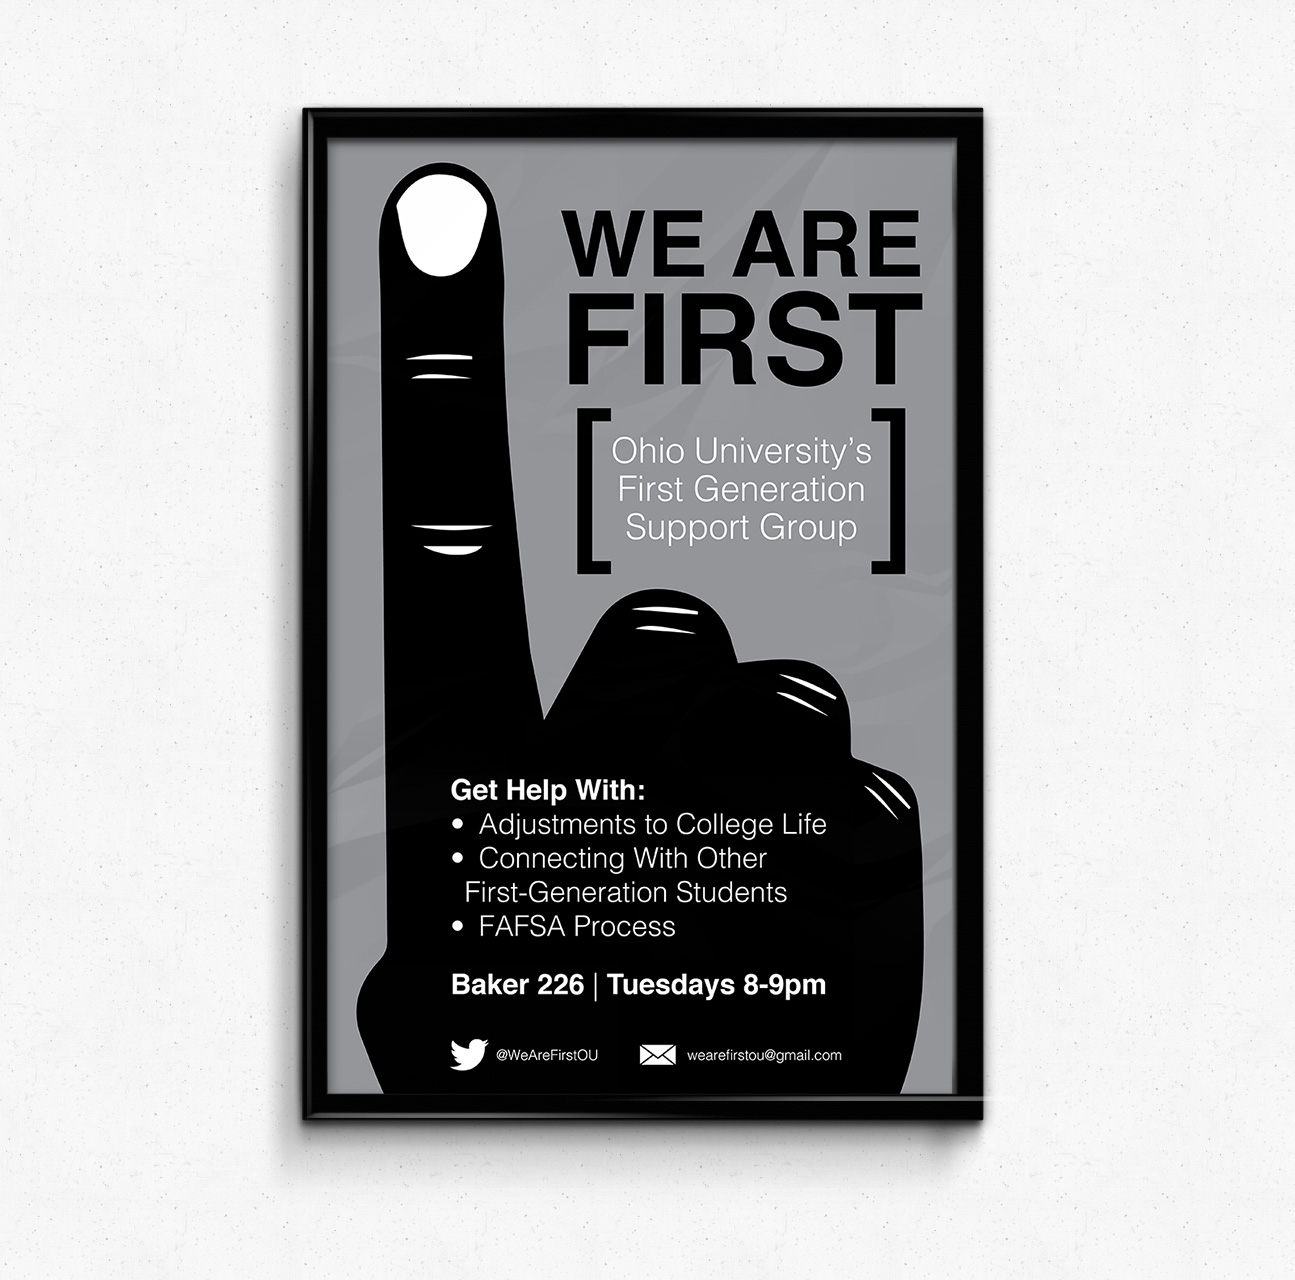 WE ARE
FIRST
[Ohio University's
First Generation
Support Group]
Get Help With:
• Adjustments to College Life
• Connecting With Other
First-Generation Students
• FAFSA Process
Baker 226 | Tuesdays 8-9pm
@WeAreFirstOU
wearefirstou@gmail.com